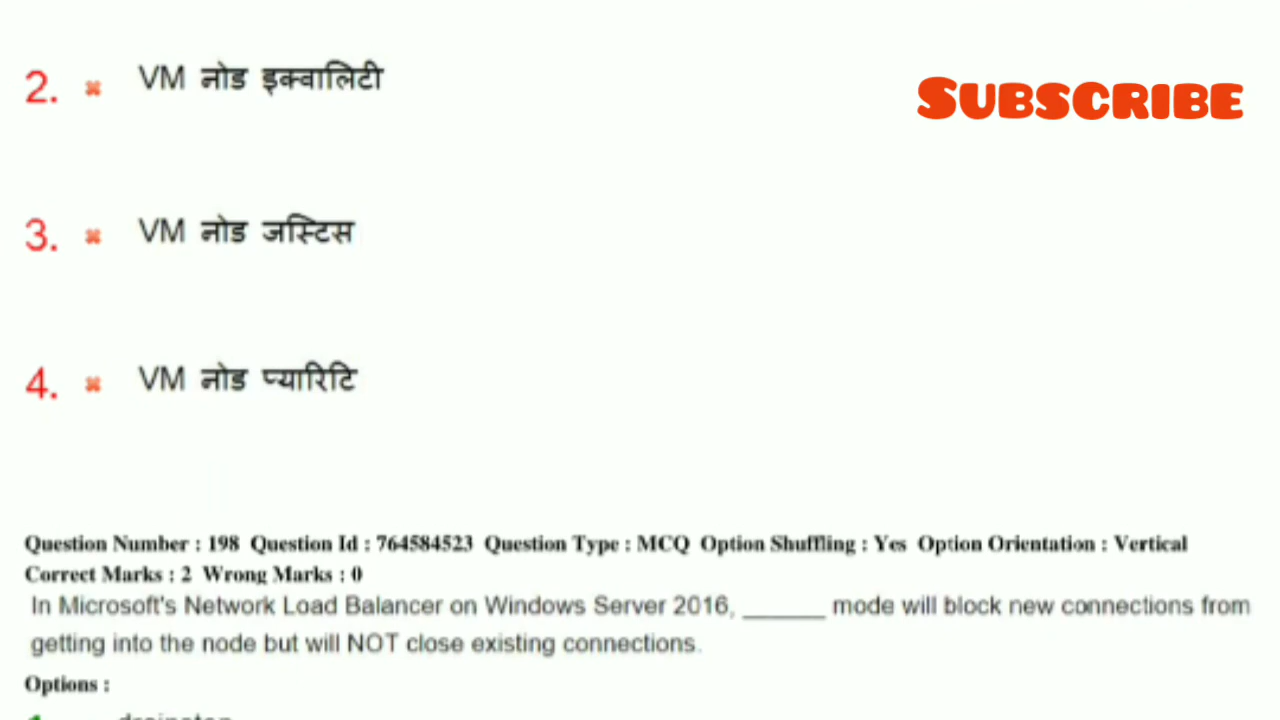 2. VM नोड इक्वालिटी
SUBSCRIBE
3. VM नोड जस्टिस
4. VM नोड प्यारिटि
Question Number : 198 Question Id : 764584523 Question Type : MCQ Option Shuffling : Yes Option Orientation : Vertical
Correct Marks : 2 Wrong Marks : 0
In Microsoft's Network Load Balancer on Windows Server 2016, ______ mode will block new connections from
getting into the node but will NOT close existing connections.
Options :